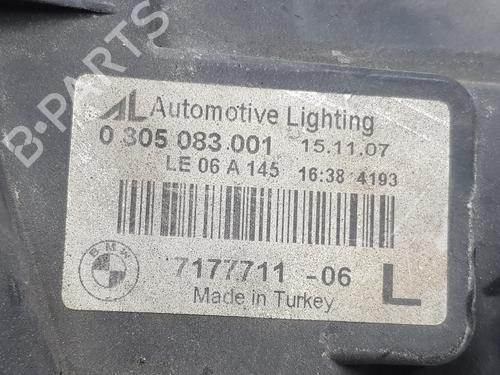 AL Automotive Lighting
0 305 083.001 15.11.07
LE 06 A 145 16:38 4193
BMW 7177711 -06 L
Made in Turkey
B-PARTS